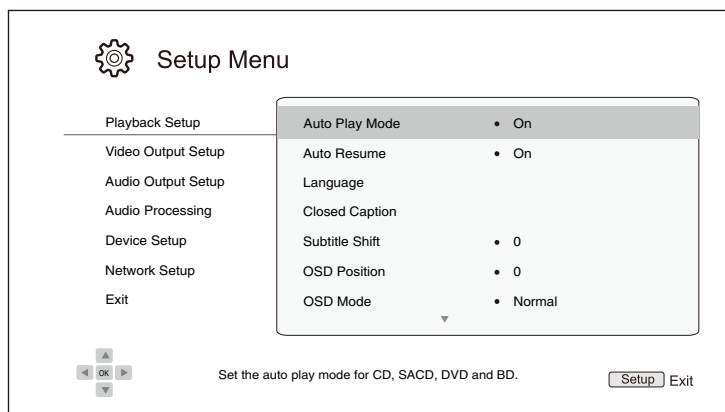 Setup Menu
Playback Setup
Video Output Setup
Audio Output Setup
Audio Processing
Device Setup
Network Setup
Exit
Auto Play Mode • On
Auto Resume • On
Language
Closed Caption
Subtitle Shift • 0
OSD Position • 0
OSD Mode • Normal
OK
Set the auto play mode for CD, SACD, DVD and BD.
Setup Exit